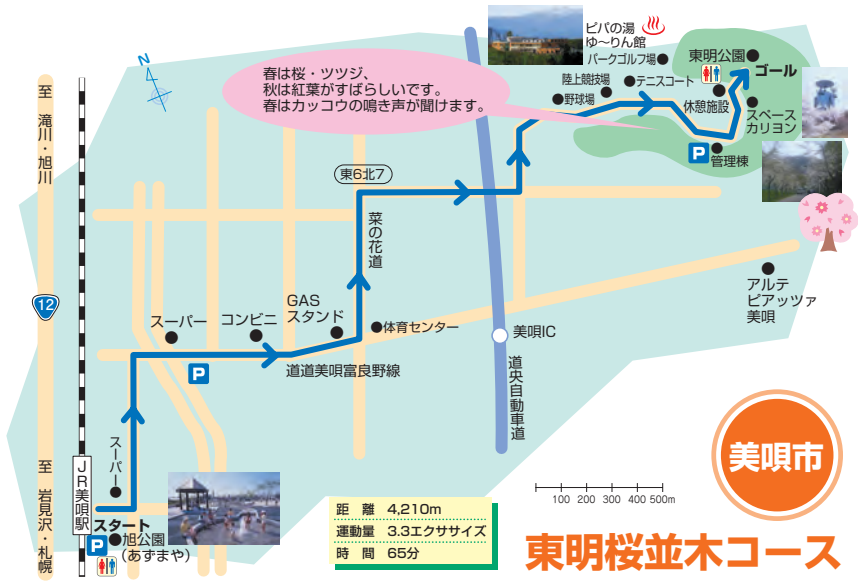 ピパの湯
ゆ〜りん館
パークゴルフ場
東明公園
ゴール
陸上競技場
テニスコート
野球場
休憩施設
スペース
カリヨン
P
管理棟
N
春は桜・ツツジ、
秋は紅葉がすばらしいです。
春はカッコウの鳴き声が聞けます。
至 滝川・旭川
東6北7
菜の花道
12
スーパー
コンビニ
GAS
スタンド
体育センター
アルテ
ピアッツァ
美唄
美唄IC
P
道道美唄富良野線
道央自動車道
スーパー
至 岩見沢・札幌
JR美唄駅
スタート
P
旭公園
(あずまや)
距 離 4,210m
運動量 3.3エクササイズ
時 間 65分
100 200 300 400 500m
美唄市
東明桜並木コース